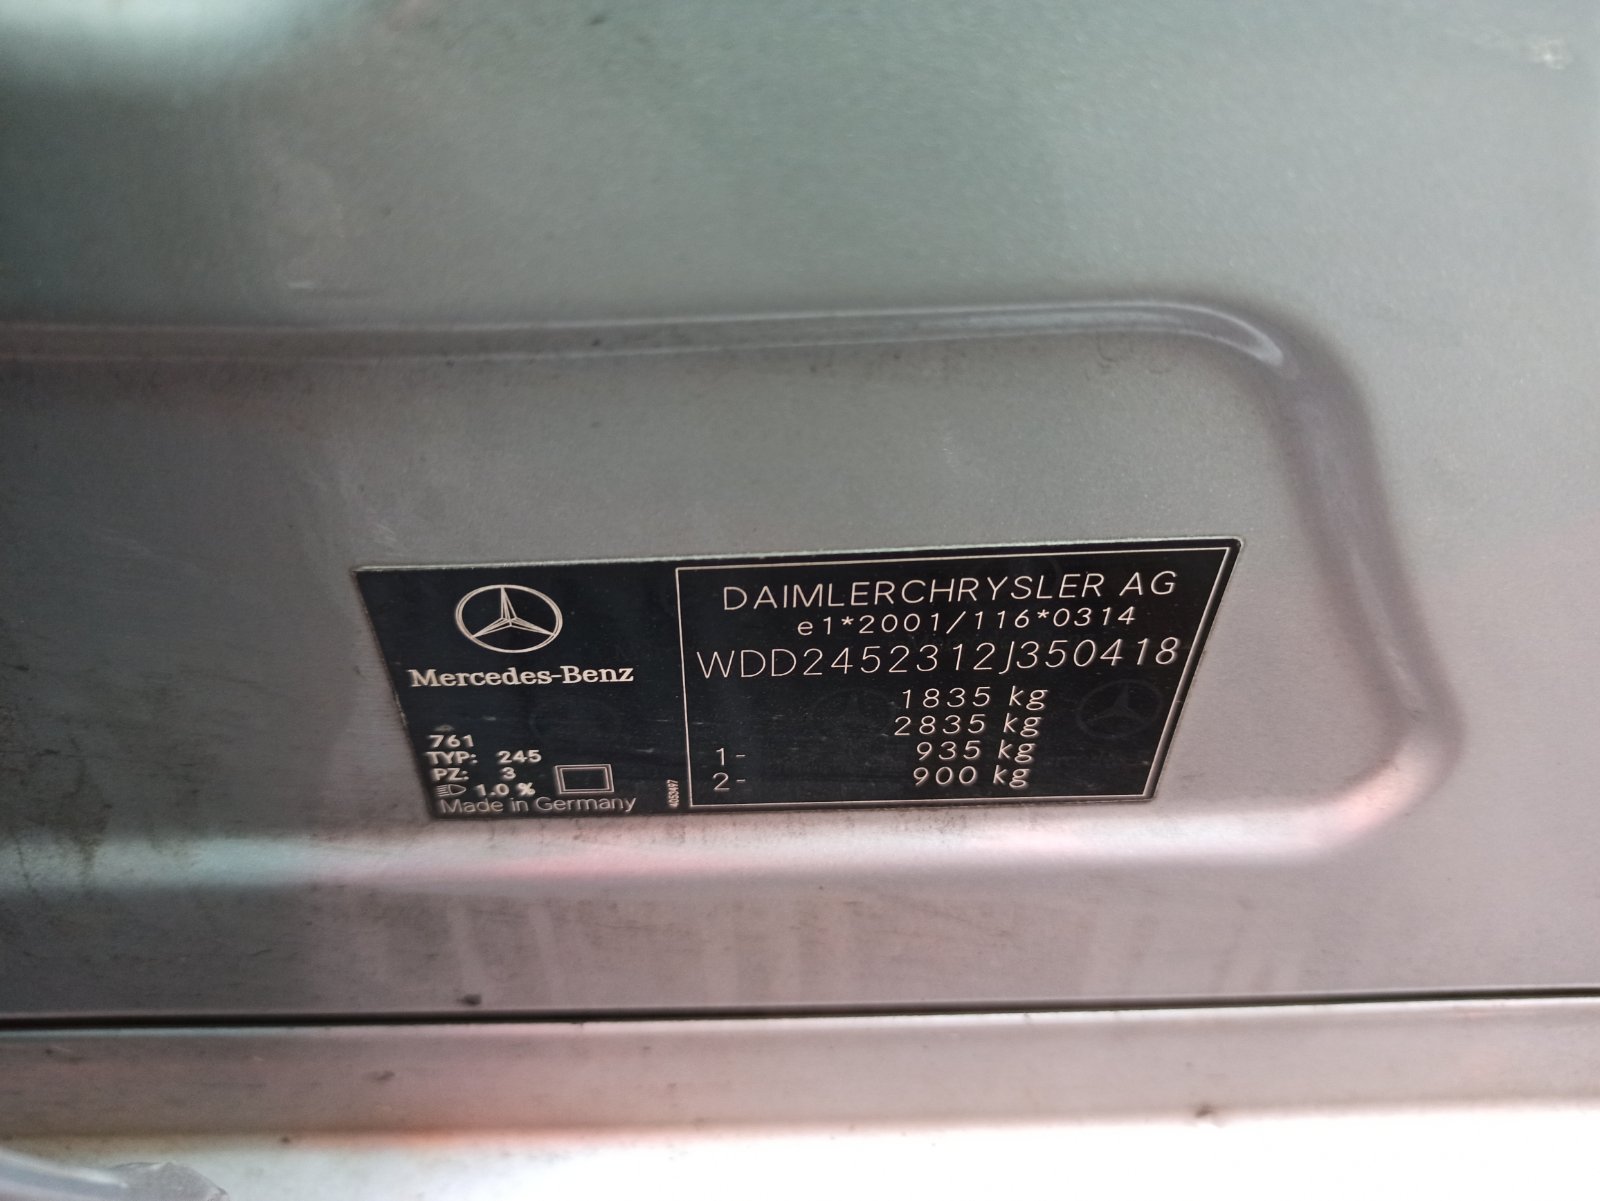 Mercedes-Benz
761
TYP: 245
PZ: 3
1.0 %
Made in Germany
4053497
DAIMLERCHRYSLER AG
e1*2001/116*0314
WDD2452312J350418
1835 kg
2835 kg
1- 935 kg
2- 900 kg